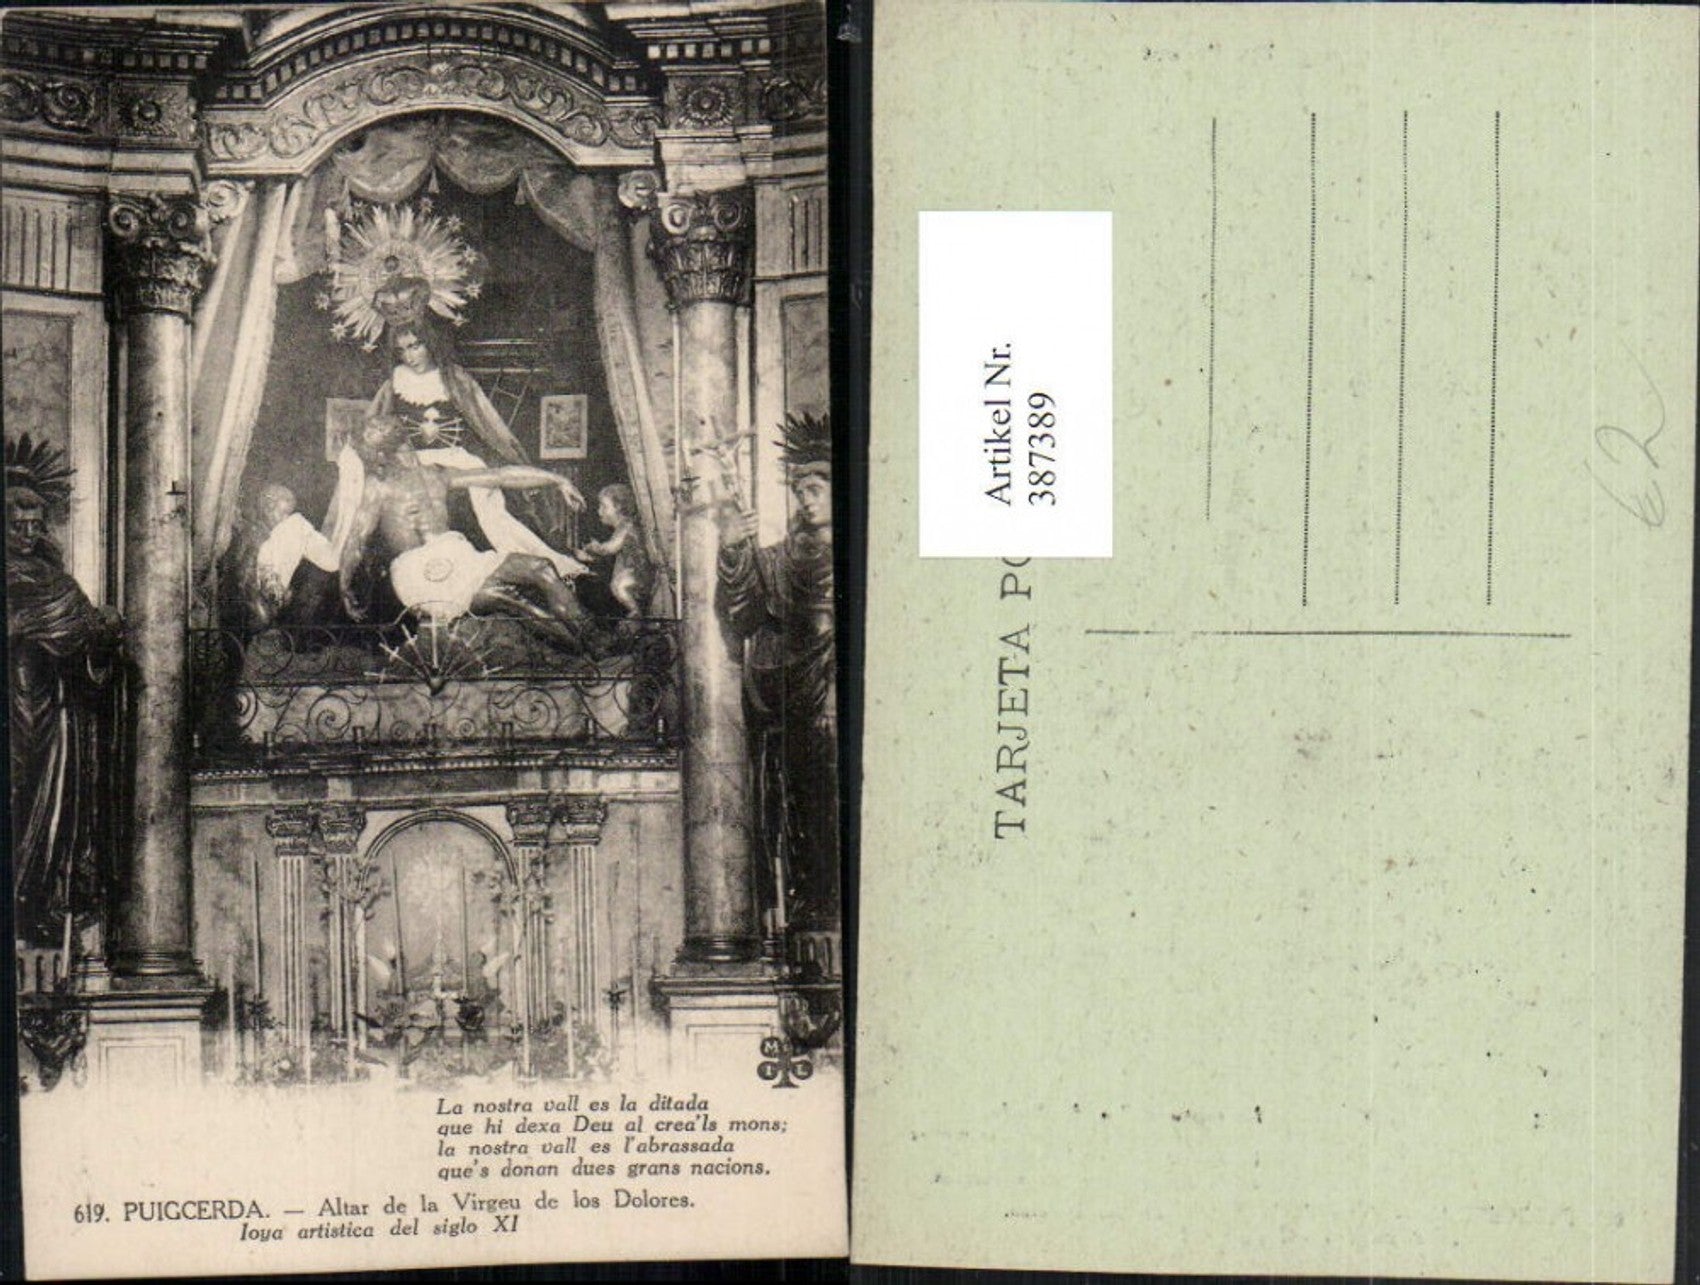 La nostra vall es la ditada
que hi dexa Deu al crea'ls mons;
la nostra vall es l'abrassada
que's donan dues grans nacions.
619. PUIGCERDA. — Altar de la Virgeu de los Dolores.
Ioya artistica del siglo XI
M
I L
Artikel Nr.
387389
TARJETA PO
€2